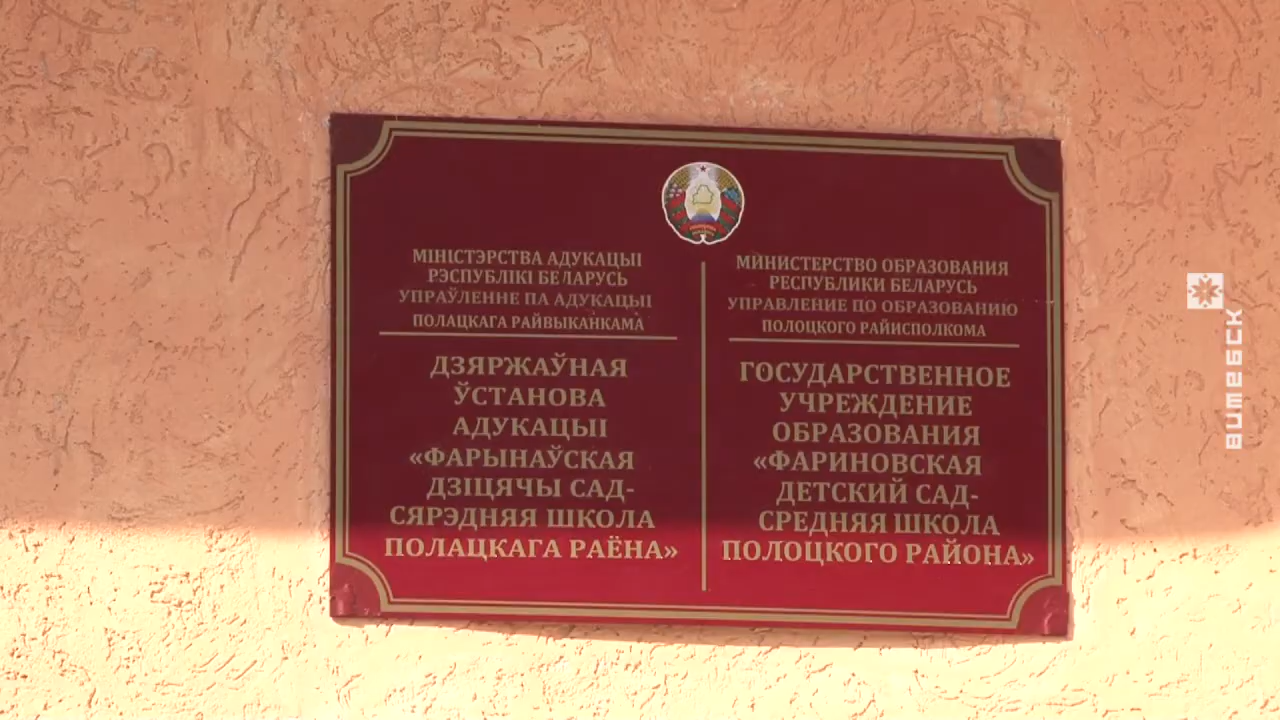 МІНІСТЭРСТВА АДУКАЦЫІ
РЭСПУБЛІКІ БЕЛАРУСЬ
УПРАЎЛЕННЕ ПА АДУКАЦЫІ
ПОЛАЦКАГА РАЙВЫКАНКАМА
ДЗЯРЖАЎНАЯ
ЎСТАНОВА
АДУКАЦЫІ
«ФАРЫНАЎСКАЯ
ДЗІЦЯЧЫ САД-
СЯРЭДНЯЯ ШКОЛА
ПОЛАЦКАГА РАЁНА»
МИНИСТЕРСТВО ОБРАЗОВАНИЯ
РЕСПУБЛИКИ БЕЛАРУСЬ
УПРАВЛЕНИЕ ПО ОБРАЗОВАНИЮ
ПОЛОЦКОГО РАЙИСПОЛКОМА
ГОСУДАРСТВЕННОЕ
УЧРЕЖДЕНИЕ
ОБРАЗОВАНИЯ
«ФАРИНОВСКАЯ
ДЕТСКИЙ САД-
СРЕДНЯЯ ШКОЛА
ПОЛОЦКОГО РАЙОНА»
витебск